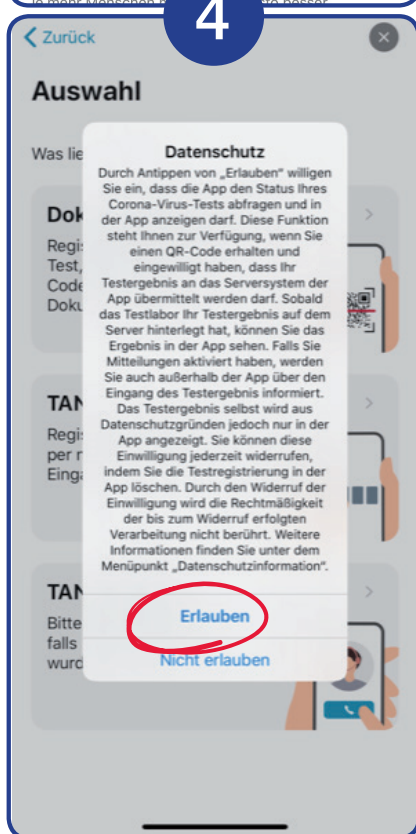 4
Zurück
Auswahl
Was lie
Datenschutz
Durch Antippen von „Erlauben" willigen
Sie ein, dass die App den Status Ihres
Corona-Virus-Tests abfragen und in
der App anzeigen darf. Diese Funktion
steht Ihnen zur Verfügung, wenn Sie
einen QR-Code erhalten und
eingewilligt haben, dass Ihr
Testergebnis an das Serversystem der
App übermittelt werden darf. Sobald
das Testlabor Ihr Testergebnis auf dem
Server hinterlegt hat, können Sie das
Ergebnis in der App sehen. Falls Sie
Mitteilungen aktiviert haben, werden
Sie auch außerhalb der App über den
Eingang des Testergebnis informiert.
Das Testergebnis selbst wird aus
Datenschutzgründen jedoch nur in der
App angezeigt. Sie können diese
Einwilligung jederzeit widerrufen,
indem Sie die Testregistrierung in der
App löschen. Durch den Widerruf der
Einwilligung wird die Rechtmäßigkeit
der bis zum Widerruf erfolgten
Verarbeitung nicht berührt. Weitere
Informationen finden Sie unter dem
Menüpunkt „Datenschutzinformation".
Erlauben
Nicht erlauben
Dok
Regis
Test,
Code
Doku
TAN
Regis
per
Einga
TAN
Bitte
falls
wurd